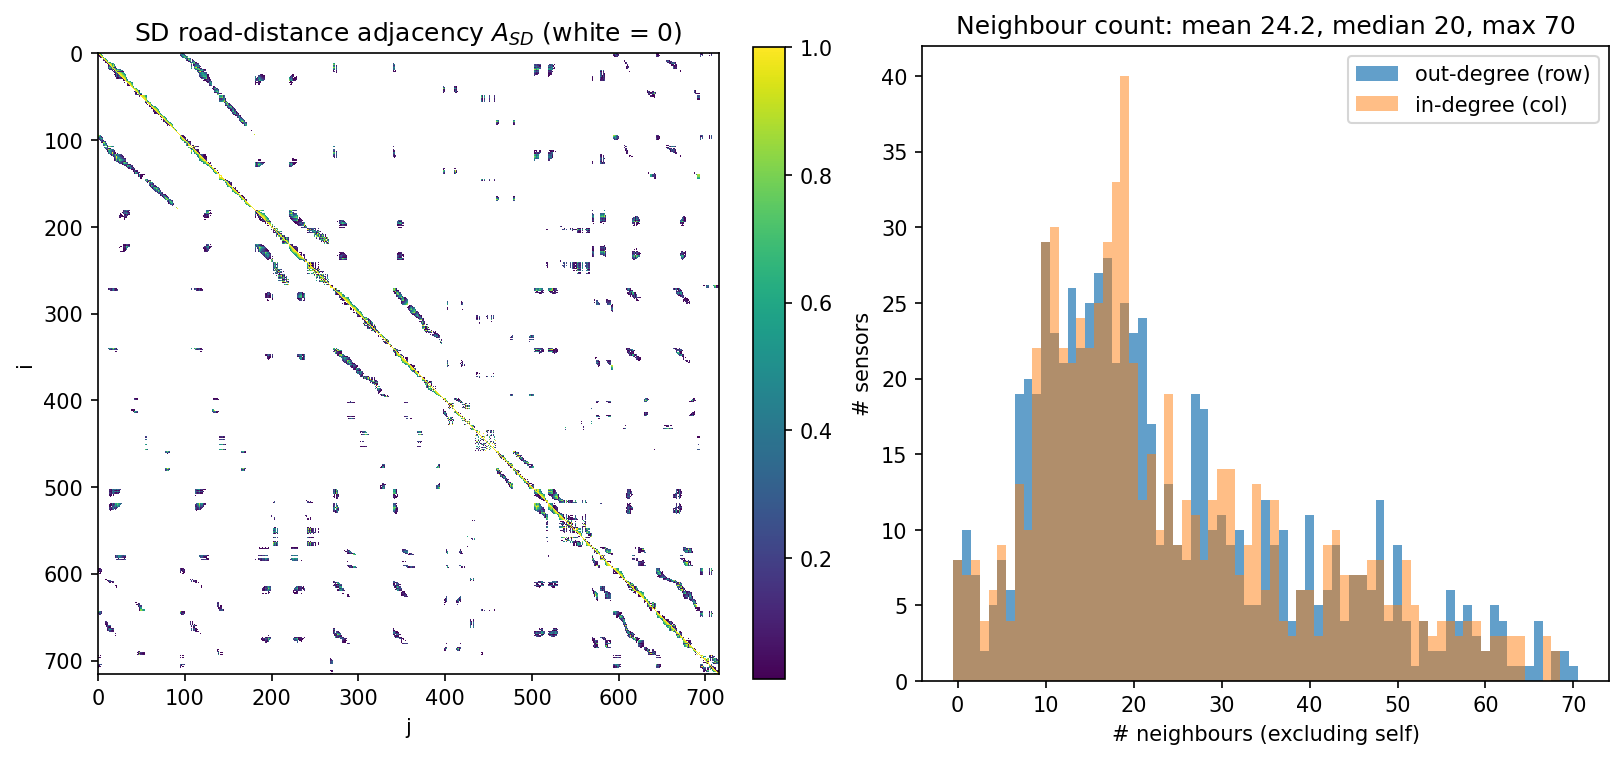 SD road-distance adjacency A_{SD} (white = 0)
0
100
200
300
400
500
600
700
i
0 100 200 300 400 500 600 700
j
1.0
0.8
0.6
0.4
0.2
Neighbour count: mean 24.2, median 20, max 70
out-degree (row)
in-degree (col)
40
35
30
25
20
15
10
5
0
# sensors
0 10 20 30 40 50 60 70
# neighbours (excluding self)